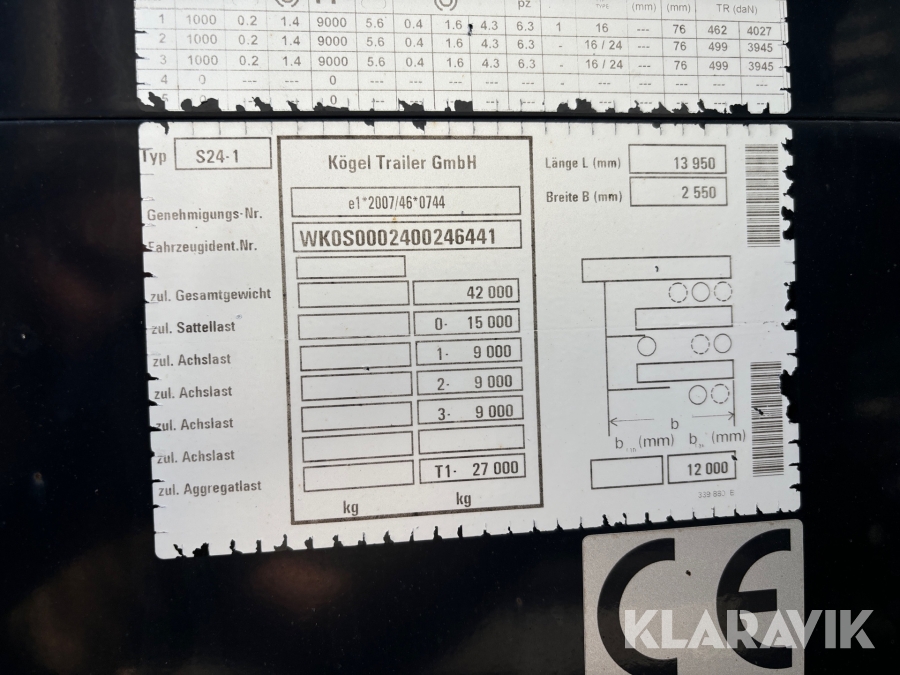 pz TYPE (mm) (mm) TR (daN)
1 1000 0.2 1.4 9000 5.6 0.4 1.6 4.3 6.3 1 16 --- 76 462 4027
2 1000 0.2 1.4 9000 5.6 0.4 1.6 4.3 6.3 - 16 / 24 --- 76 499 3945
3 1000 0.2 1.4 9000 5.6 0.4 1.6 4.3 6.3 - 16 / 24 --- 76 499 3945
4 0 --- --- 0 --- --- --- --- --- - --- --- --- --- ---
5 0
Typ S24-1
Kögel Trailer GmbH
Länge L (mm) 13 950
Breite B (mm) 2 550
Genehmigungs-Nr. e1*2007/46*0744
Fahrzeugident.Nr. WK0S0002400246441
zul. Gesamtgewicht 42 000
zul. Sattellast 0- 15 000
zul. Achslast 1- 9 000
zul. Achslast 2- 9 000
zul. Achslast 3- 9 000
zul. Achslast
zul. Aggregatlast T1- 27 000
kg kg
b
b (mm) b (mm)
12 000
CE
KLARAVIK